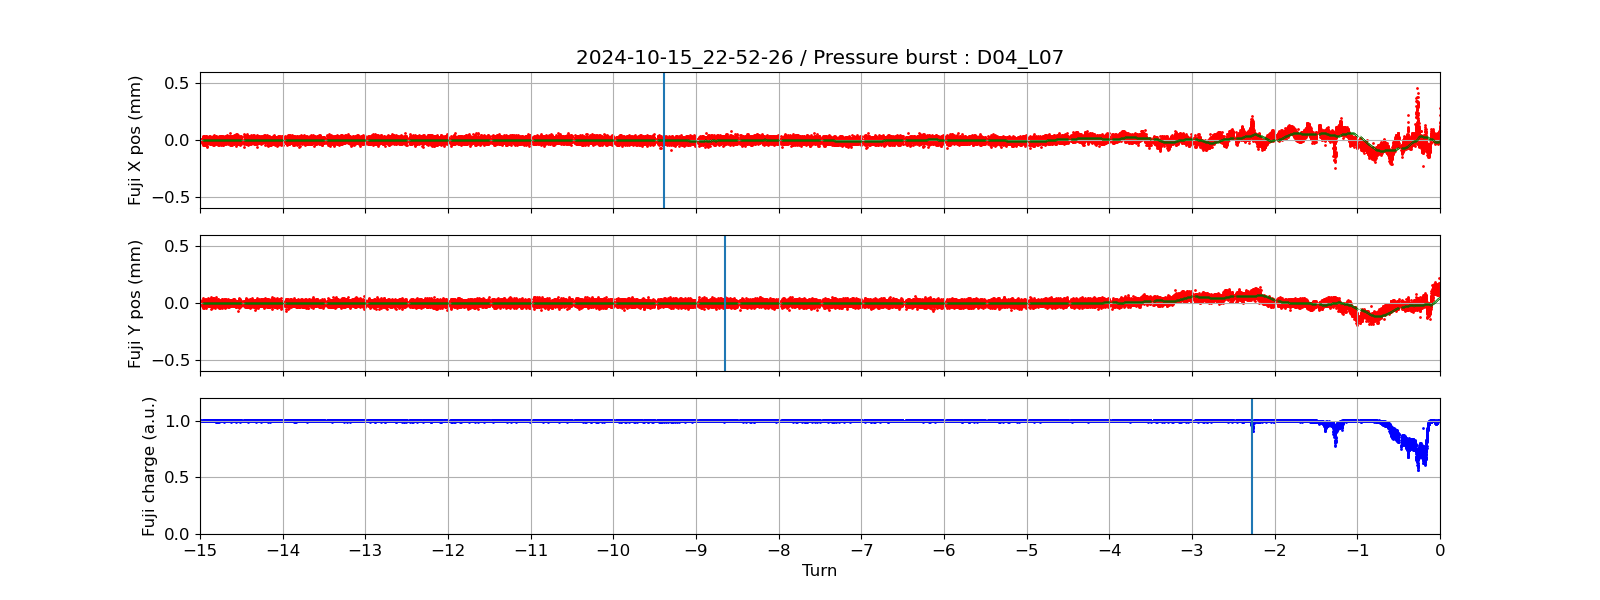 2024-10-15_22-52-26 / Pressure burst : D04_L07
Fuji X pos (mm)
0.5
0.0
−0.5
Fuji Y pos (mm)
0.5
0.0
−0.5
Fuji charge (a.u.)
1.0
0.5
0.0
−15 −14 −13 −12 −11 −10 −9 −8 −7 −6 −5 −4 −3 −2 −1 0
Turn